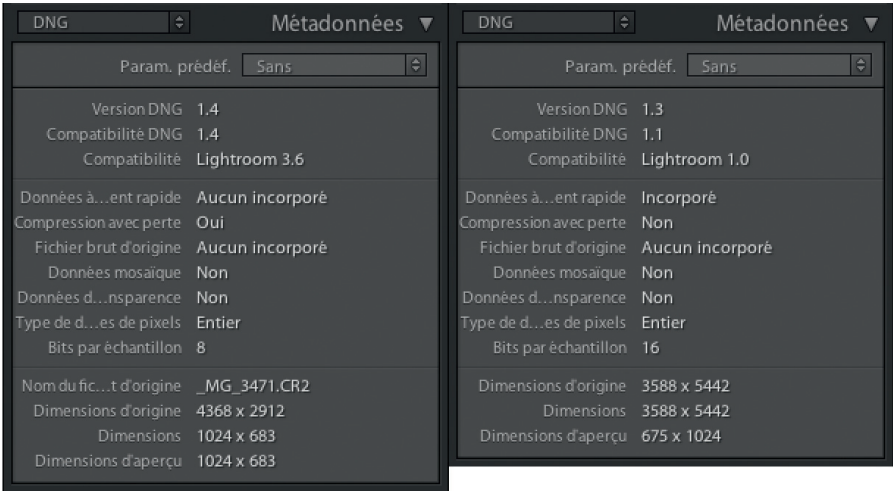 DNG Métadonnées
Param. prédéf. Sans
Version DNG 1.4
Compatibilité DNG 1.4
Compatibilité Lightroom 3.6
Données à...ent rapide Aucun incorporé
Compression avec perte Oui
Fichier brut d'origine Aucun incorporé
Données mosaïque Non
Données d...nsparence Non
Type de d...es de pixels Entier
Bits par échantillon 8
Nom du fic...t d'origine _MG_3471.CR2
Dimensions d'origine 4368 x 2912
Dimensions 1024 x 683
Dimensions d'aperçu 1024 x 683
DNG Métadonnées
Param. prédéf. Sans
Version DNG 1.3
Compatibilité DNG 1.1
Compatibilité Lightroom 1.0
Données à...ent rapide Incorporé
Compression avec perte Non
Fichier brut d'origine Aucun incorporé
Données mosaïque Non
Données d...nsparence Non
Type de d...es de pixels Entier
Bits par échantillon 16
Dimensions d'origine 3588 x 5442
Dimensions 3588 x 5442
Dimensions d'aperçu 675 x 1024